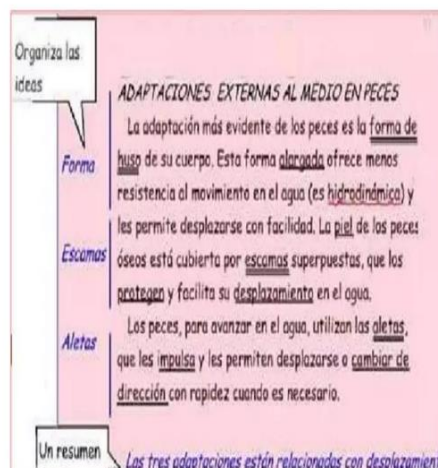 Organiza las
ideas
ADAPTACIONES EXTERNAS AL MEDIO EN PECES
La adaptación más evidente de los peces es la forma de
huso de su cuerpo. Esta forma alargada ofrece menos
Forma
resistencia al movimiento en el agua (es hidrodinámica) y
les permite desplazarse con facilidad. La piel de los peces
Escamas
óseos está cubierta por escamas superpuestas, que los
protegen y facilita su desplazamiento en el agua.
Los peces, para avanzar en el agua, utilizan las aletas,
Aletas
que les impulsa y les permiten desplazarse o cambiar de
dirección con rapidez cuando es necesario.
Un resumen
Las tres adaptaciones están relacionadas con desplazamient